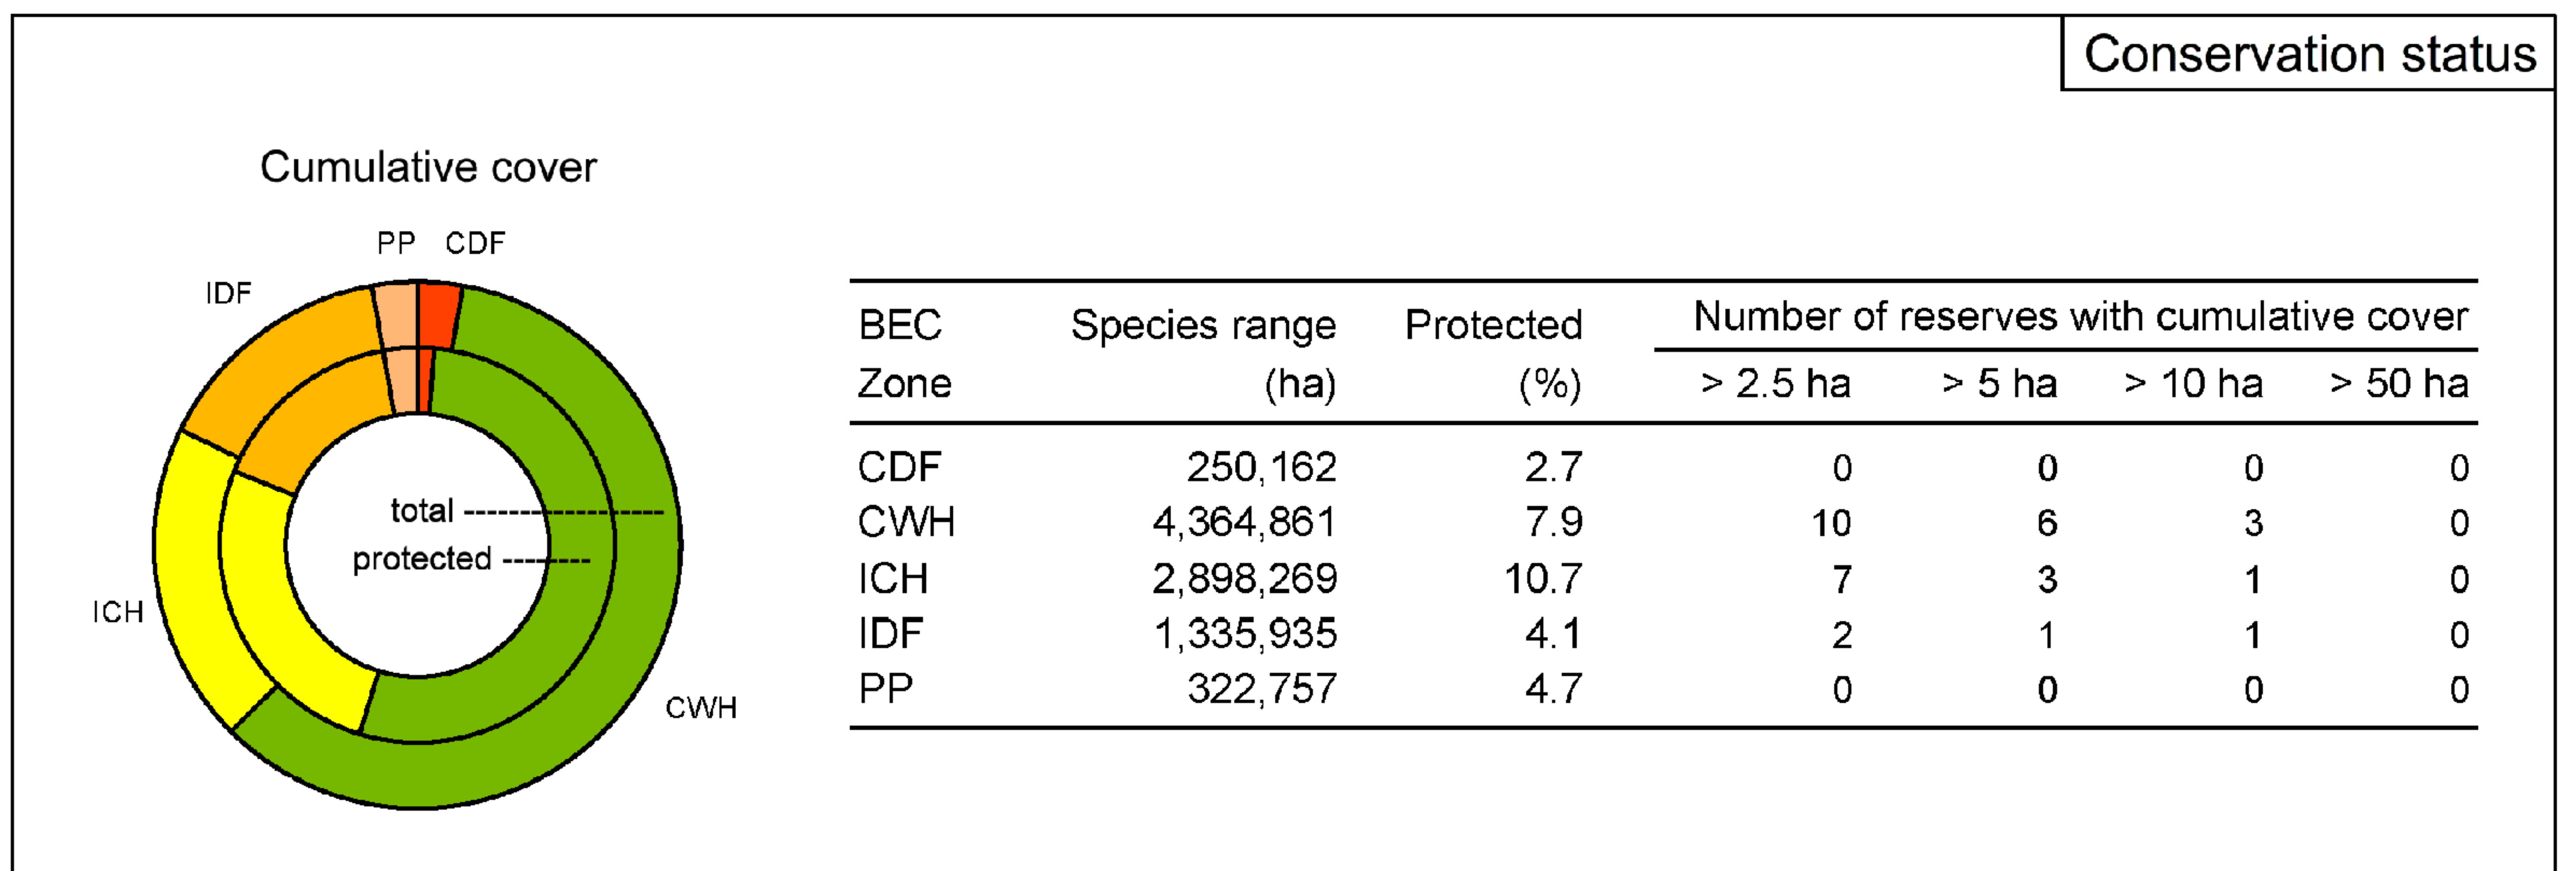 Conservation status
Cumulative cover
PP CDF
IDF
ICH
CWH
total
protected
BEC Species range Protected Number of reserves with cumulative cover
Zone (ha) (%) > 2.5 ha > 5 ha > 10 ha > 50 ha
CDF 250,162 2.7 0 0 0 0
CWH 4,364,861 7.9 10 6 3 0
ICH 2,898,269 10.7 7 3 1 0
IDF 1,335,935 4.1 2 1 1 0
PP 322,757 4.7 0 0 0 0